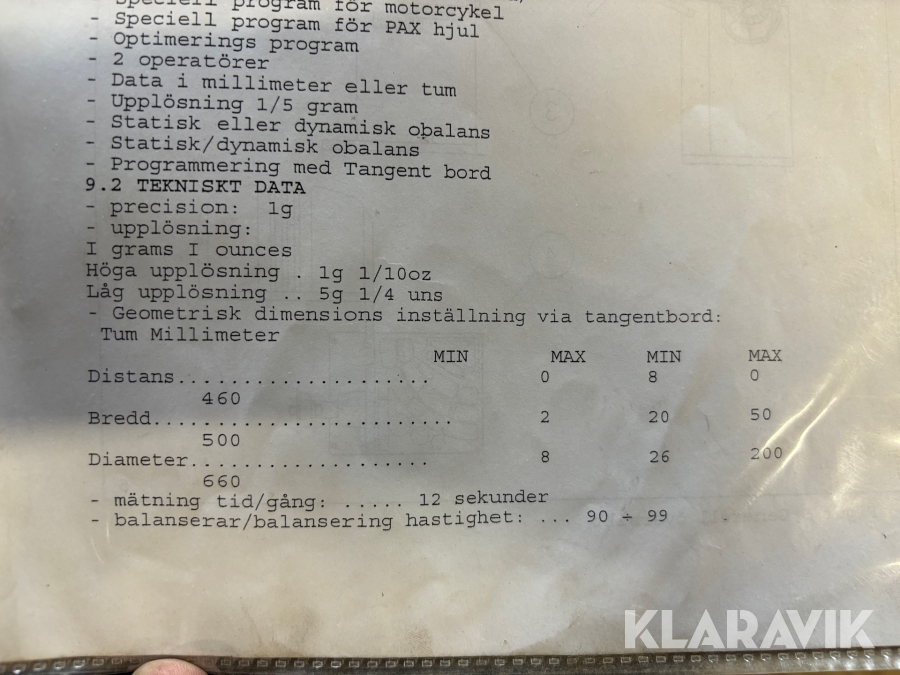 - Speciell program för motorcykel
- Speciell program för PAX hjul
- Optimerings program
- 2 operatörer
- Data i millimeter eller tum
- Upplösning 1/5 gram
- Statisk eller dynamisk obalans
- Statisk/dynamisk obalans
- Programmering med Tangent bord
9.2 TEKNISKT DATA
- precision: 1g
- upplösning:
I grams I ounces
Höga upplösning . 1g 1/10oz
Låg upplösning .. 5g 1/4 uns
- Geometrisk dimensions inställning via tangentbord:
Tum Millimeter
MIN MAX MIN MAX
Distans................... 0 8 0
460
Bredd....................... 2 20 50
500
Diameter.................. 8 26 200
660
- mätning tid/gång: ..... 12 sekunder
- balanserar/balansering hastighet: ... 90 ÷ 99
KLARAVIK